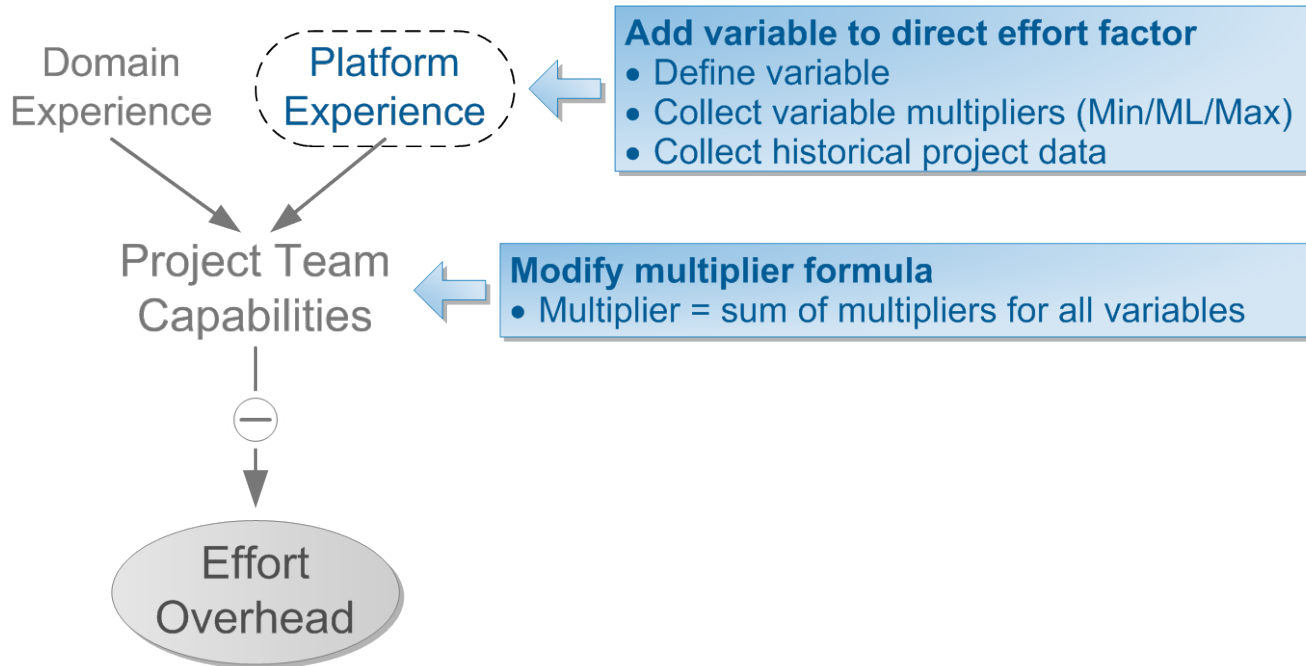 Domain
Experience
Platform
Experience
Add variable to direct effort factor
• Define variable
• Collect variable multipliers (Min/ML/Max)
• Collect historical project data
Project Team
Capabilities
Modify multiplier formula
• Multiplier = sum of multipliers for all variables
−
Effort
Overhead